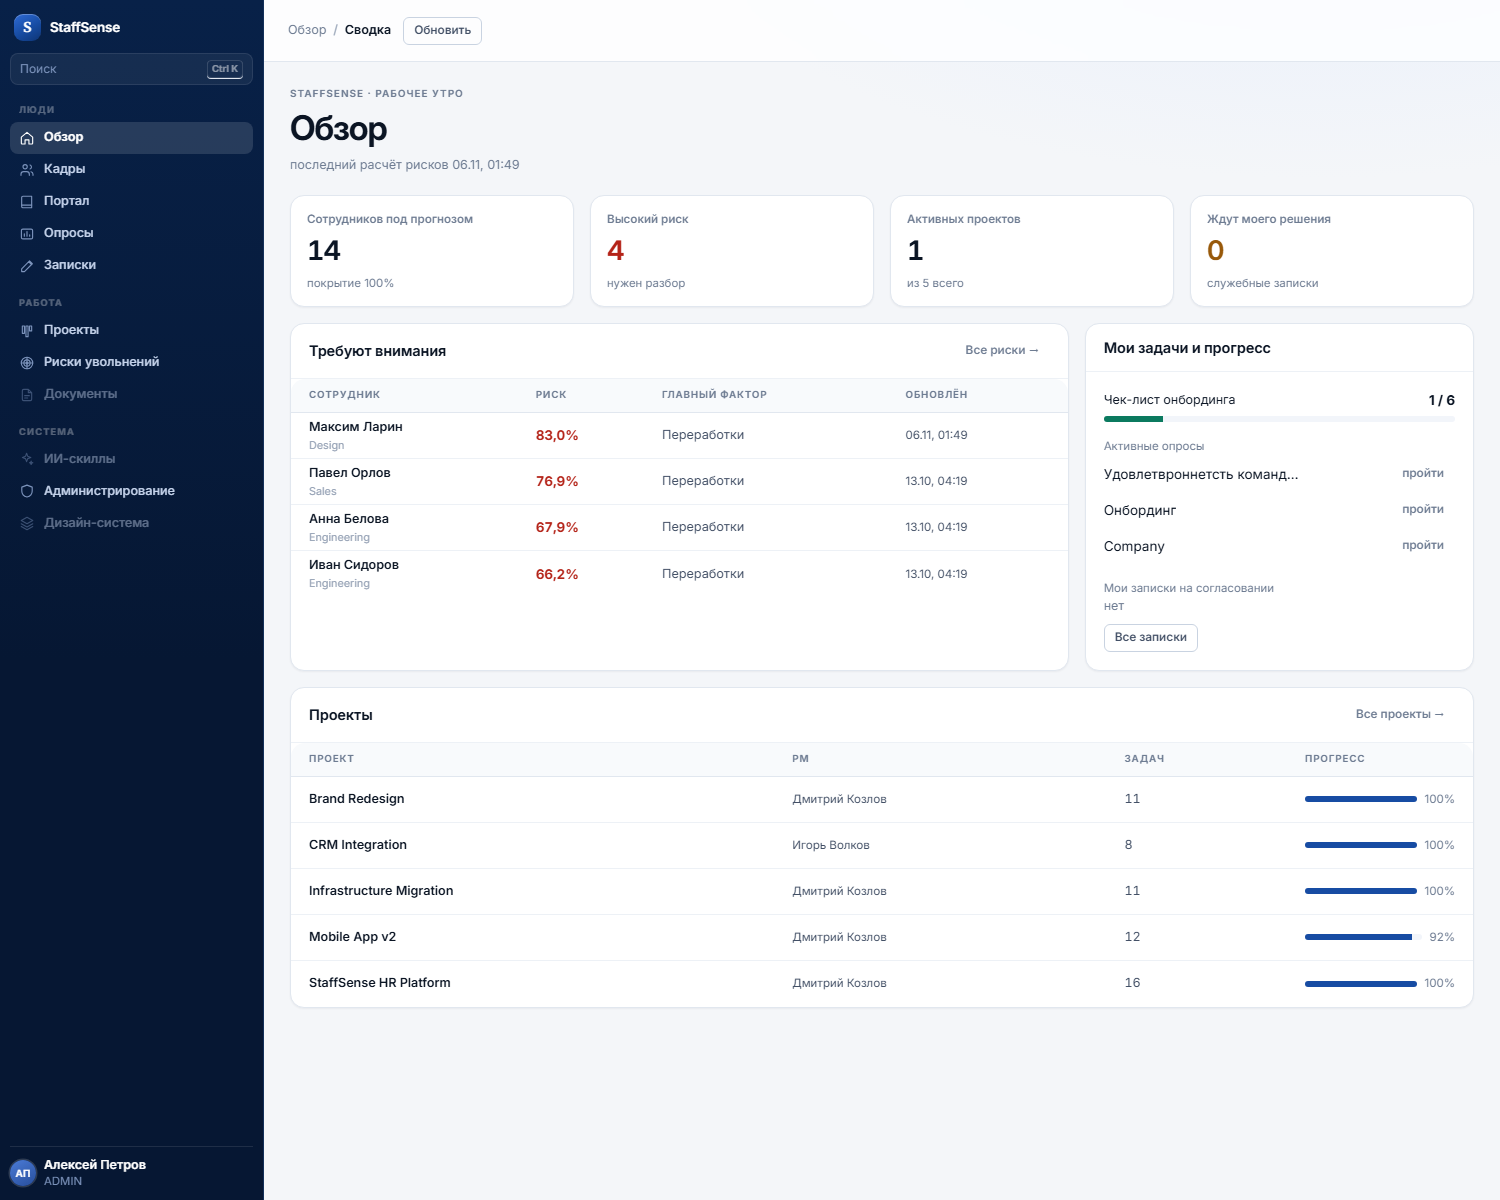 StaffSense
Поиск
Ctrl K
ЛЮДИ
Обзор
Кадры
Портал
Опросы
Записки
РАБОТА
Проекты
Риски увольнений
Документы
СИСТЕМА
ИИ-скиллы
Администрирование
Дизайн-система
АП
Алексей Петров
ADMIN
Обзор / Сводка
Обновить
STAFFSENSE · РАБОЧЕЕ УТРО
Обзор
последний расчёт рисков 06.11, 01:49
Сотрудников под прогнозом
14
покрытие 100%
Высокий риск
4
нужен разбор
Активных проектов
1
из 5 всего
Ждут моего решения
0
служебные записки
Требуют внимания
Все риски →
СОТРУДНИК РИСК ГЛАВНЫЙ ФАКТОР ОБНОВЛЁН
Максим Ларин
Design
83,0% Переработки 06.11, 01:49
Павел Орлов
Sales
76,9% Переработки 13.10, 04:19
Анна Белова
Engineering
67,9% Переработки 13.10, 04:19
Иван Сидоров
Engineering
66,2% Переработки 13.10, 04:19
Мои задачи и прогресс
Чек-лист онбординга 1 / 6
Активные опросы
Удовлетвроннетсть команд... пройти
Онбординг пройти
Company пройти
Мои записки на согласовании
нет
Все записки
Проекты
Все проекты →
ПРОЕКТ PM ЗАДАЧ ПРОГРЕСС
Brand Redesign Дмитрий Козлов 11 100%
CRM Integration Игорь Волков 8 100%
Infrastructure Migration Дмитрий Козлов 11 100%
Mobile App v2 Дмитрий Козлов 12 92%
StaffSense HR Platform Дмитрий Козлов 16 100%